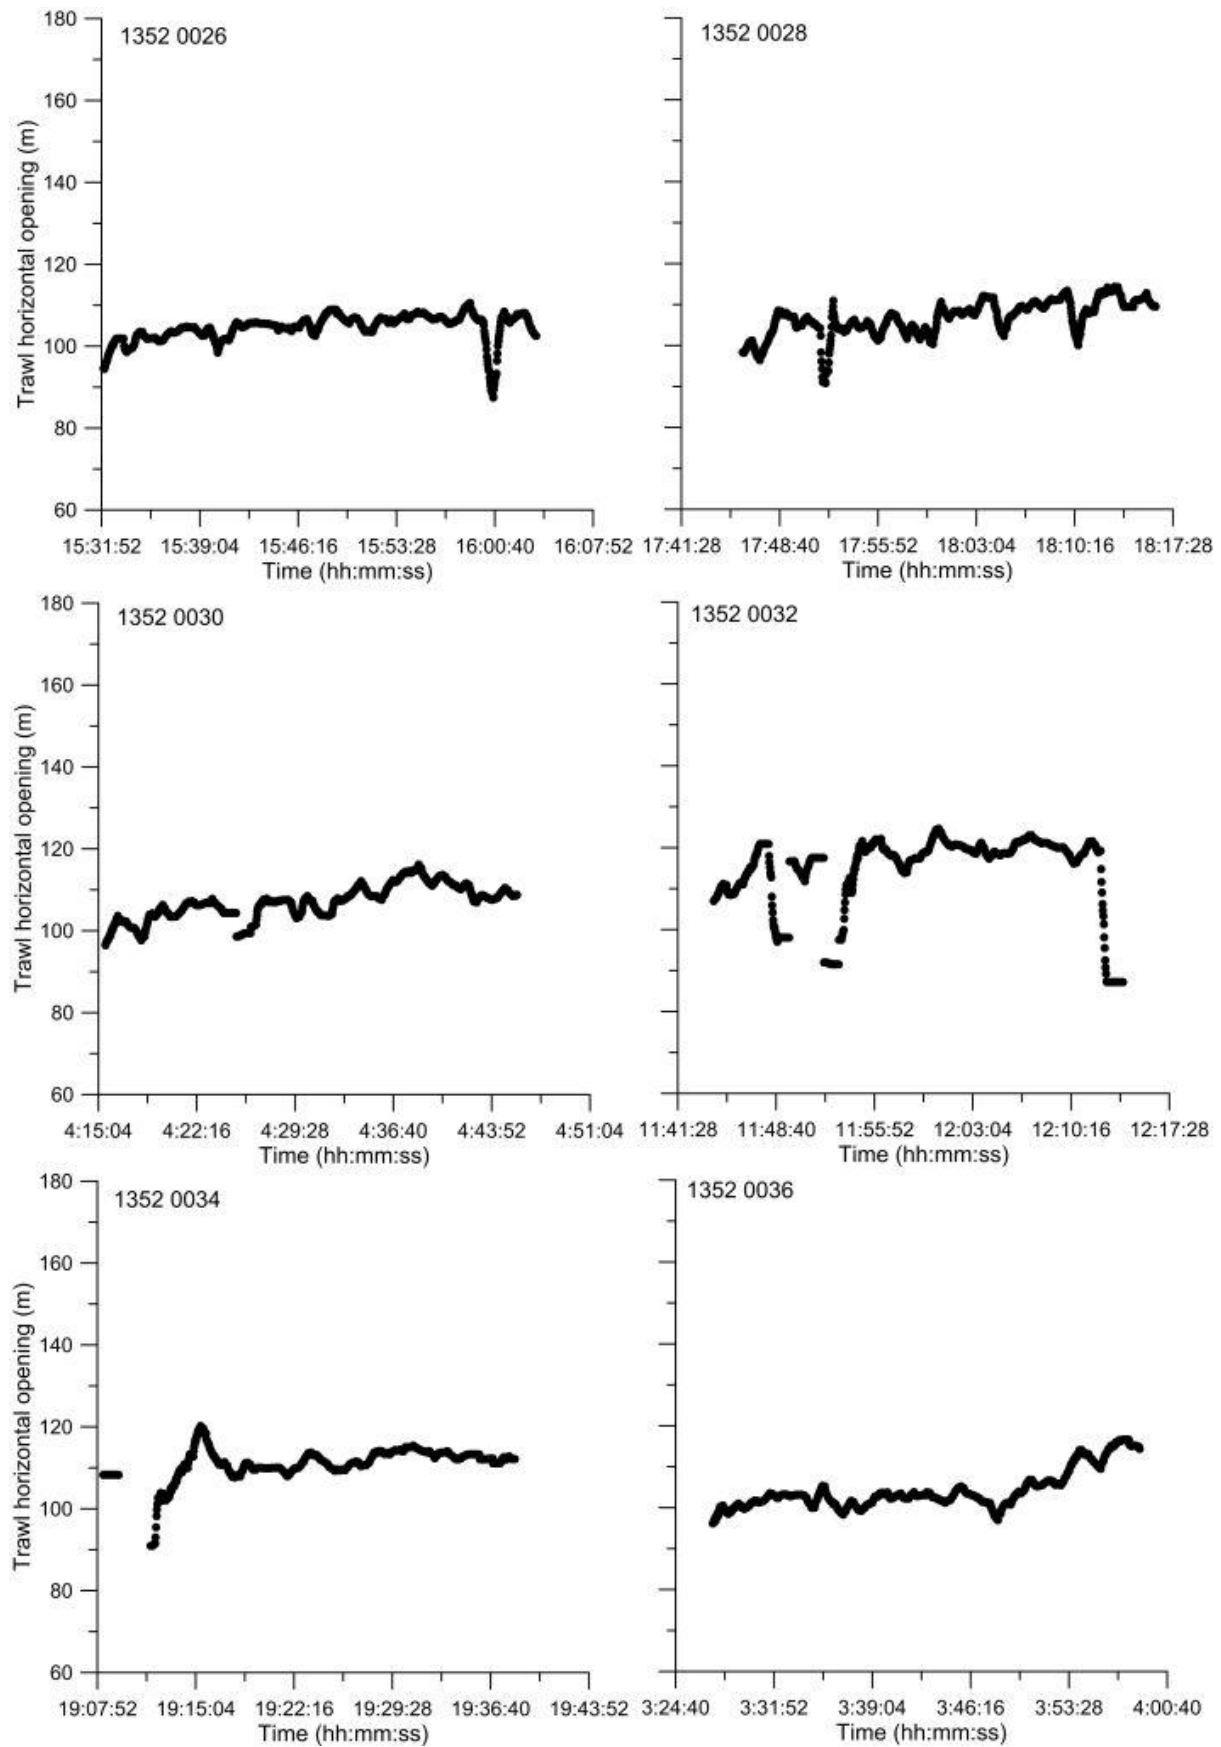 1352 0026
180
160
140
120
100
80
60
Trawl horizontal opening (m)
15:31:52 15:39:04 15:46:16 15:53:28 16:00:40 16:07:52
Time (hh:mm:ss)
1352 0028
17:41:28 17:48:40 17:55:52 18:03:04 18:10:16 18:17:28
Time (hh:mm:ss)
1352 0030
180
160
140
120
100
80
60
Trawl horizontal opening (m)
4:15:04 4:22:16 4:29:28 4:36:40 4:43:52 4:51:04
Time (hh:mm:ss)
1352 0032
11:41:28 11:48:40 11:55:52 12:03:04 12:10:16 12:17:28
Time (hh:mm:ss)
1352 0034
180
160
140
120
100
80
60
Trawl horizontal opening (m)
19:07:52 19:15:04 19:22:16 19:29:28 19:36:40 19:43:52
Time (hh:mm:ss)
1352 0036
3:24:40 3:31:52 3:39:04 3:46:16 3:53:28 4:00:40
Time (hh:mm:ss)